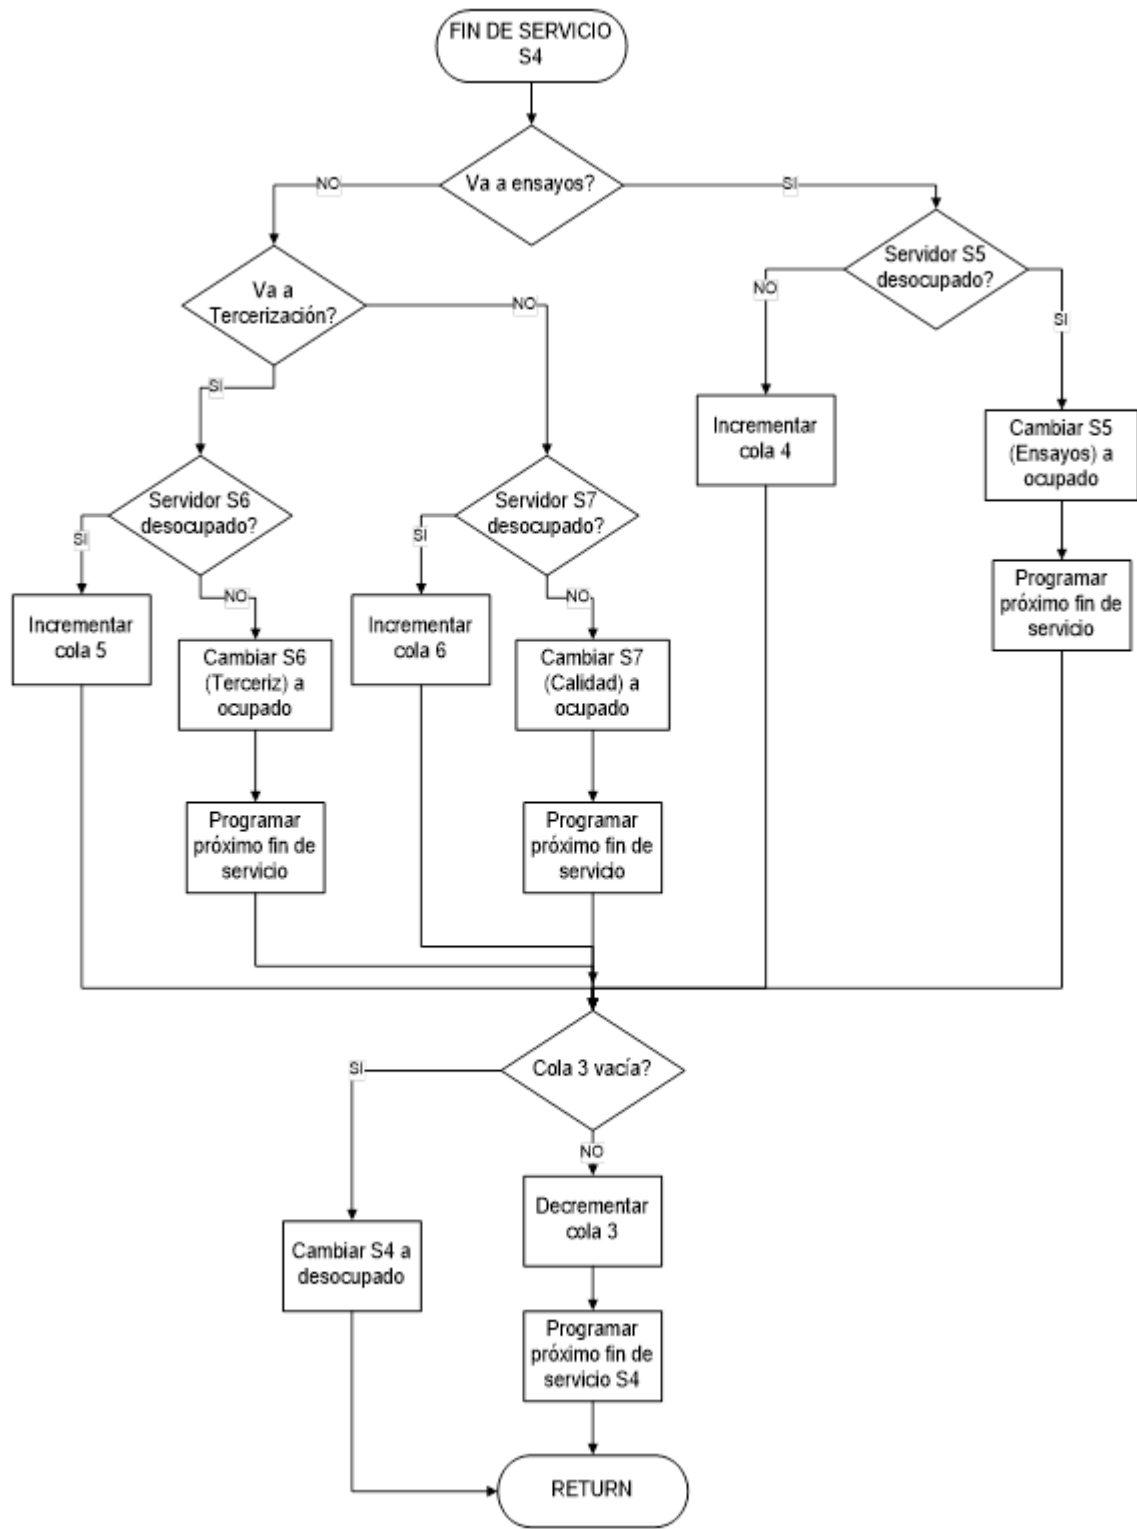 FIN DE SERVICIO
S4
Va a ensayos?
NO
SI
Servidor S5
desocupado?
Va a
Tercerización?
NO
NO
SI
SI
Incrementar
cola 4
Cambiar S5
(Ensayos) a
ocupado
Servidor S6
desocupado?
Servidor S7
desocupado?
SI
SI
Programar
próximo fin de
servicio
NO
NO
Incrementar
cola 5
Incrementar
cola 6
Cambiar S6
(Terceriz) a
ocupado
Cambiar S7
(Calidad) a
ocupado
Programar
próximo fin de
servicio
Programar
próximo fin de
servicio
Cola 3 vacía?
SI
NO
Decrementar
cola 3
Cambiar S4 a
desocupado
Programar
próximo fin de
servicio S4
RETURN